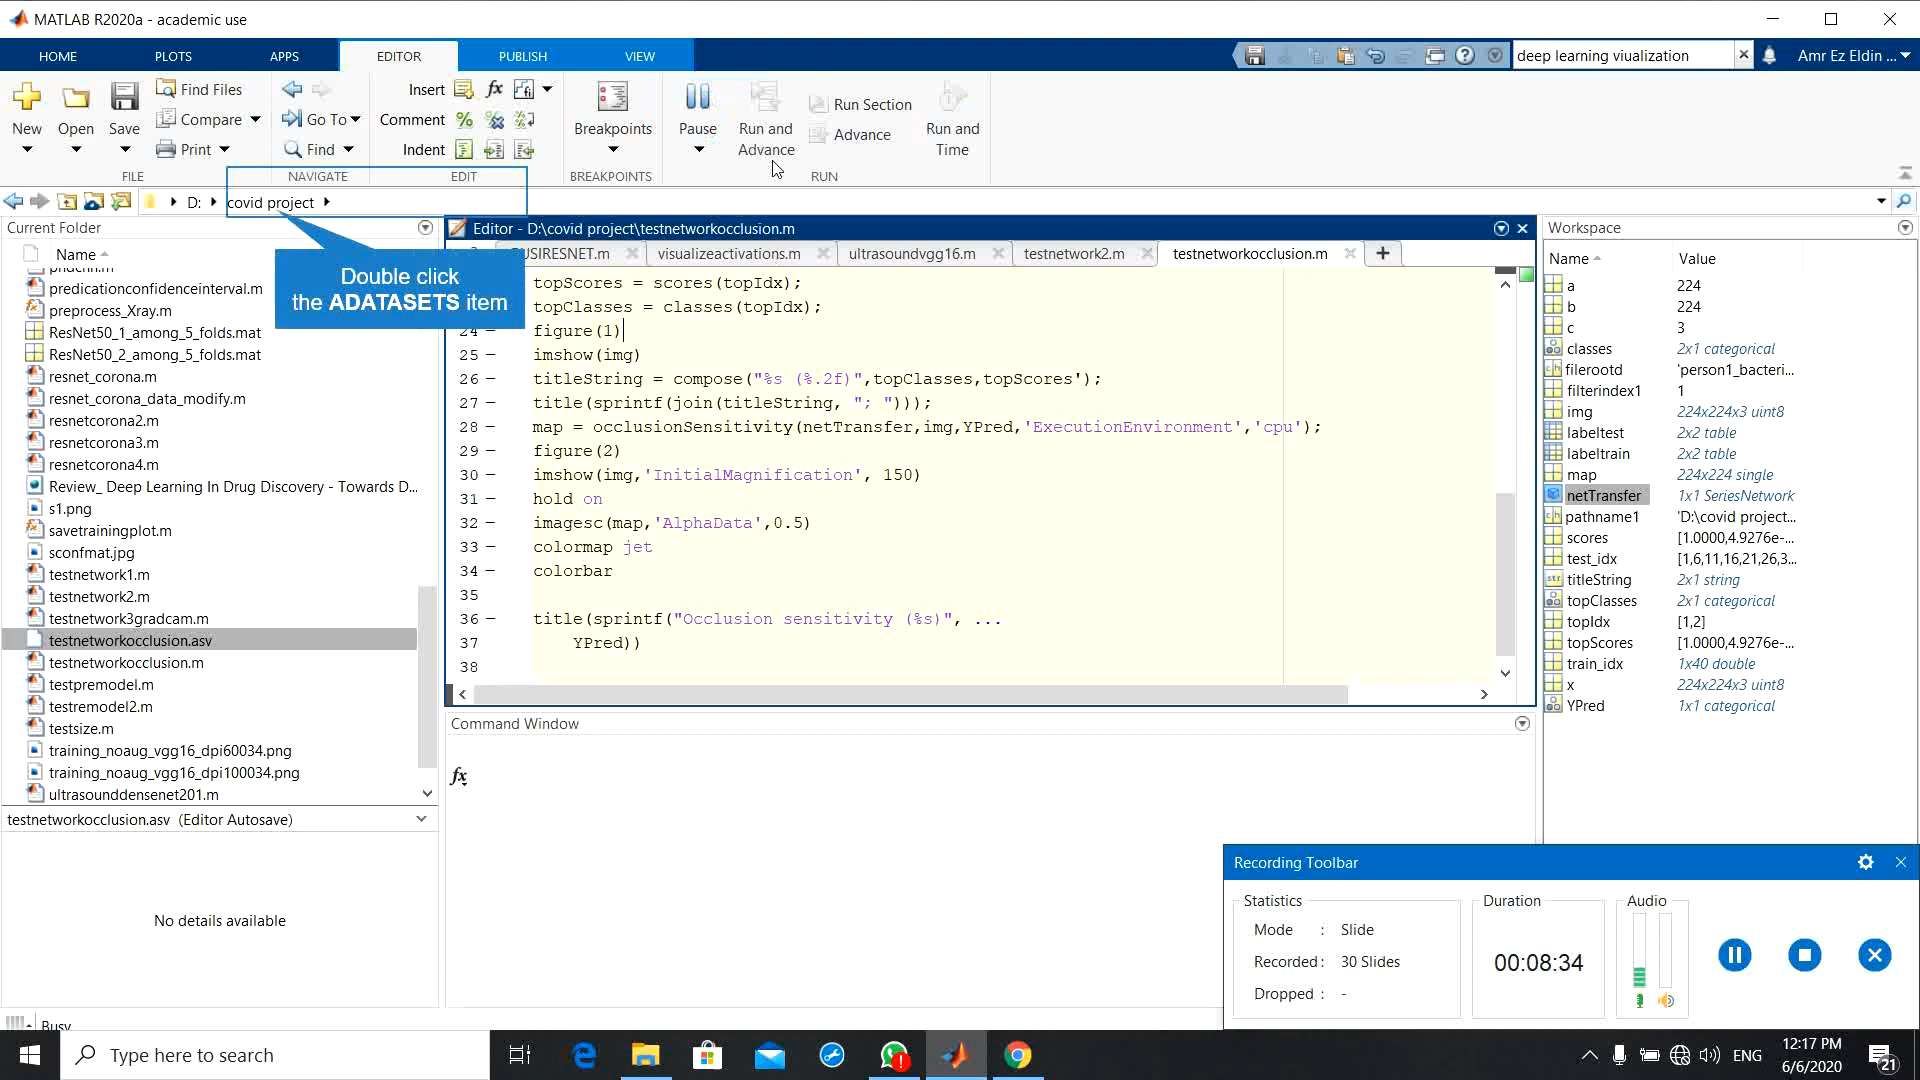 MATLAB R2020a - academic use
HOME
PLOTS
APPS
EDITOR
PUBLISH
VIEW
deep learning viualization
Amr Ez Eldin ...
New
Open
Save
Find Files
Compare
Print
FILE
Go To
Find
NAVIGATE
Insert
Comment
Indent
EDIT
Breakpoints
BREAKPOINTS
Pause
Run and
Advance
Run Section
Advance
Run and
Time
RUN
D:
covid project
Current Folder
Name
predicationconfidenceinterval.m
preprocess_Xray.m
ResNet50_1_among_5_folds.mat
ResNet50_2_among_5_folds.mat
resnet_corona.m
resnet_corona_data_modify.m
resnetcorona2.m
resnetcorona3.m
resnetcorona4.m
Review_ Deep Learning In Drug Discovery - Towards D...
s1.png
savetrainingplot.m
sconfmat.jpg
testnetwork1.m
testnetwork2.m
testnetwork3gradcam.m
testnetworkocclusion.asv
testnetworkocclusion.m
testpremodel.m
testremodel2.m
testsize.m
training_noaug_vgg16_dpi60034.png
training_noaug_vgg16_dpi100034.png
ultrasounddensenet201.m
testnetworkocclusion.asv (Editor Autosave)
No details available
Busy
Double click
the ADATASETS item
Editor - D:\covid project\testnetworkocclusion.m
USIRESNET.m
visualizeactivations.m
ultrasoundvgg16.m
testnetwork2.m
testnetworkocclusion.m
topScores = scores(topIdx);
topClasses = classes(topIdx);
24 – figure(1)
25 – imshow(img)
26 – titleString = compose("%s (%.2f)",topClasses,topScores');
27 – title(sprintf(join(titleString, "; ")));
28 – map = occlusionSensitivity(netTransfer,img,YPred,'ExecutionEnvironment','cpu');
29 – figure(2)
30 – imshow(img,'InitialMagnification', 150)
31 – hold on
32 – imagesc(map,'AlphaData',0.5)
33 – colormap jet
34 – colorbar
35
36 – title(sprintf("Occlusion sensitivity (%s)", ...
37 YPred))
38
Command Window
fx
Workspace
Name Value
a 224
b 224
c 3
classes 2x1 categorical
filerootd 'person1_bacteri...
filterindex1 1
img 224x224x3 uint8
labeltest 2x2 table
labeltrain 2x2 table
map 224x224 single
netTransfer 1x1 SeriesNetwork
pathname1 'D:\covid project...
scores [1.0000,4.9276e-...
test_idx [1,6,11,16,21,26,3...
titleString 2x1 string
topClasses 2x1 categorical
topIdx [1,2]
topScores [1.0000,4.9276e-...
train_idx 1x40 double
x 224x224x3 uint8
YPred 1x1 categorical
Recording Toolbar
Statistics
Mode : Slide
Recorded : 30 Slides
Dropped : -
Duration
00:08:34
Audio
Type here to search
ENG
12:17 PM
6/6/2020
21